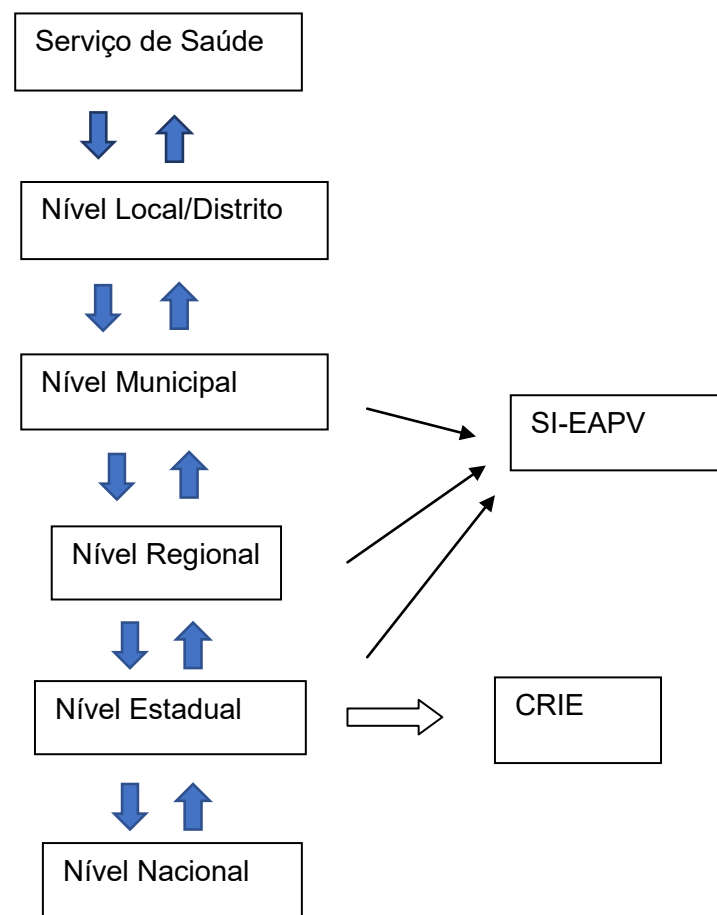 Serviço de Saúde
Nível Local/Distrito
Nível Municipal
SI-EAPV
Nível Regional
Nível Estadual
CRIE
Nível Nacional